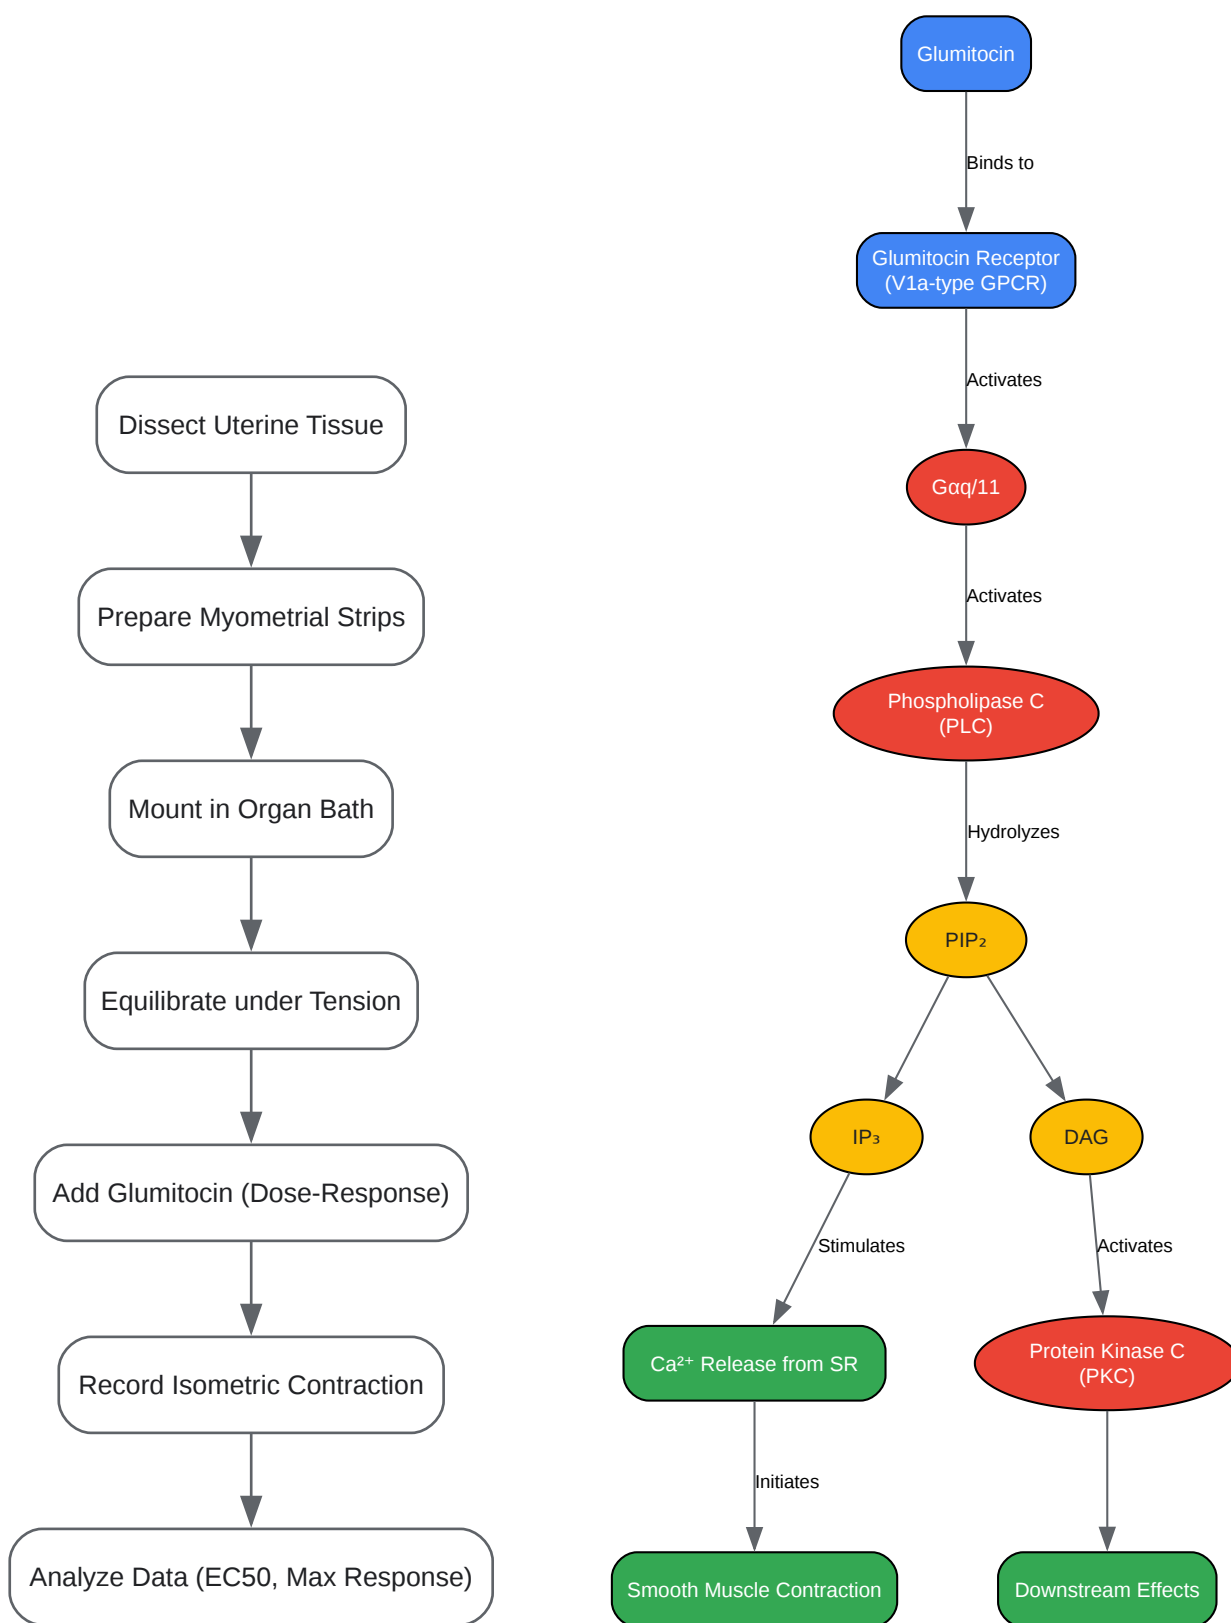 Dissect Uterine Tissue
Prepare Myometrial Strips
Mount in Organ Bath
Equilibrate under Tension
Add Glumitocin (Dose-Response)
Record Isometric Contraction
Analyze Data (EC50, Max Response)
Glumitocin
Binds to
Glumitocin Receptor
(V1a-type GPCR)
Activates
Gαq/11
Activates
Phospholipase C
(PLC)
Hydrolyzes
PIP₂
IP₃
DAG
Stimulates
Activates
Ca²⁺ Release from SR
Protein Kinase C
(PKC)
Initiates
Smooth Muscle Contraction
Downstream Effects